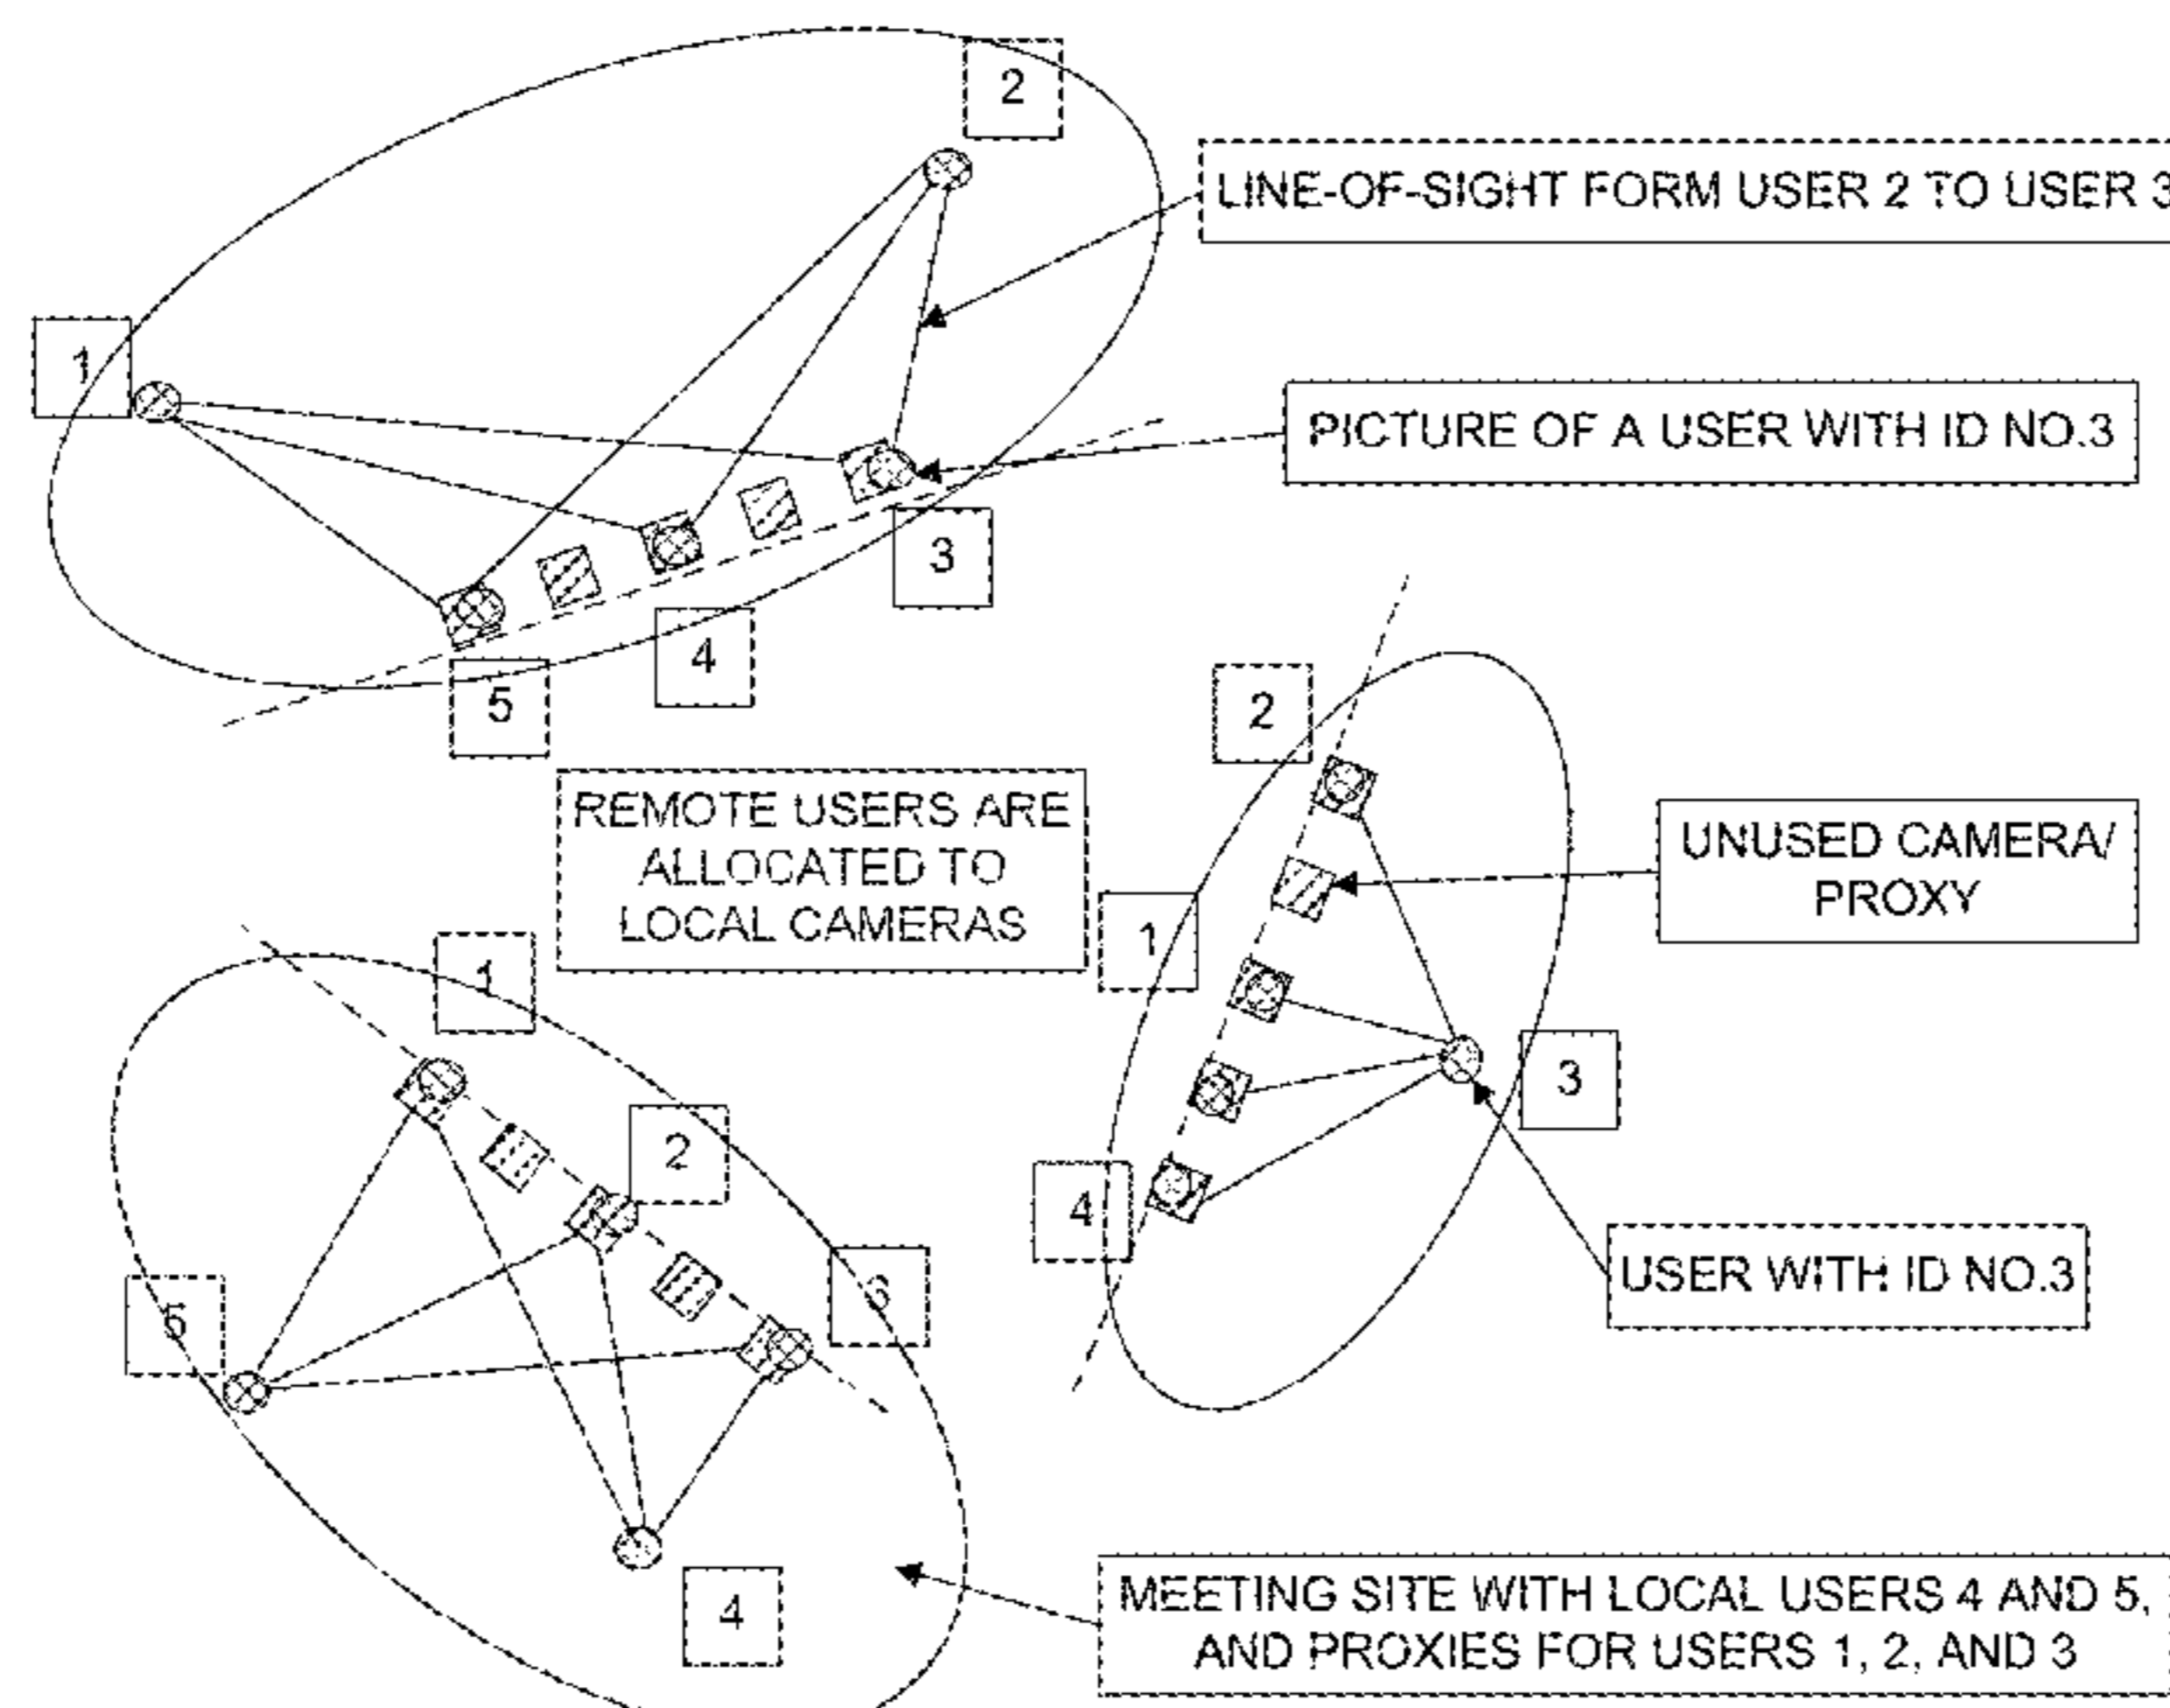 2
LINE-OF-SIGHT FORM USER 2 TO USER 3
1
PICTURE OF A USER WITH ID NO.3
3
4
5
2
REMOTE USERS ARE
ALLOCATED TO
LOCAL CAMERAS
UNUSED CAMERA/
PROXY
1
1
3
2
4
3
5
USER WITH ID NO.3
4
MEETING SITE WITH LOCAL USERS 4 AND 5,
AND PROXIES FOR USERS 1, 2, AND 3